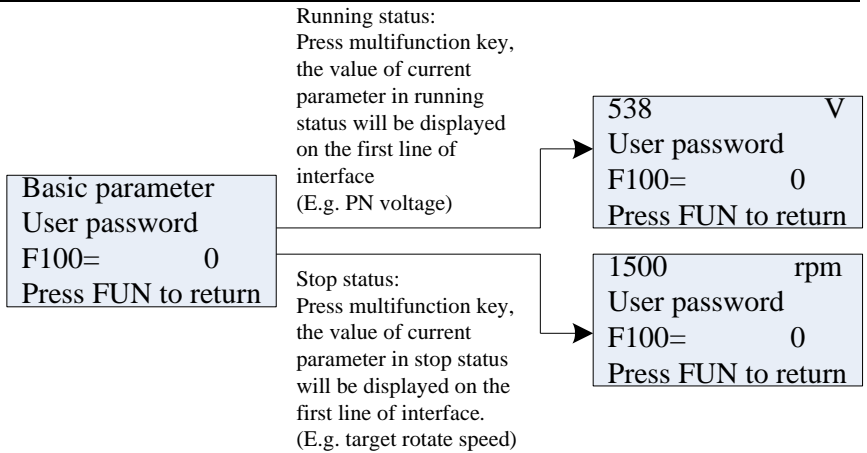 Running status:
Press multifunction key,
the value of current
parameter in running
status will be displayed
on the first line of
interface
(E.g. PN voltage)
Basic parameter
User password
F100= 0
Press FUN to return
538 V
User password
F100= 0
Press FUN to return
Stop status:
Press multifunction key,
the value of current
parameter in stop status
will be displayed on the
first line of interface.
(E.g. target rotate speed)
1500 rpm
User password
F100= 0
Press FUN to return